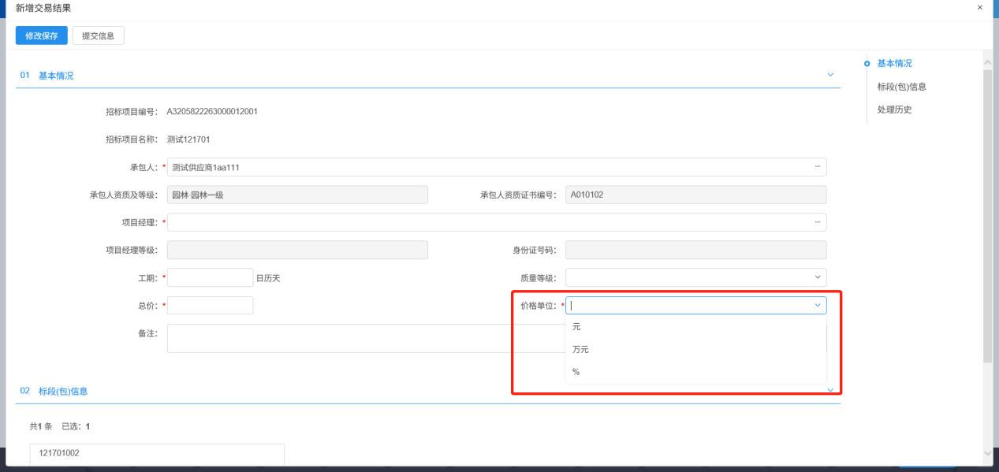 新增交易结果 ×
修改保存 提交信息
01 基本情况
基本情况
标段(包)信息
处理历史
招标项目编号： A3205822263000012001
招标项目名称： 测试121701
承包人：* 测试供应商1aa111 ...
承包人资质及等级： 园林·园林一级 承包人资质证书编号： A010102
项目经理：* ...
项目经理等级： 身份证号码：
工期：* 日历天 质量等级：
总价：* 价格单位：*
备注：
元
万元
%
02 标段(包)信息
共1 条 已选：1
121701002